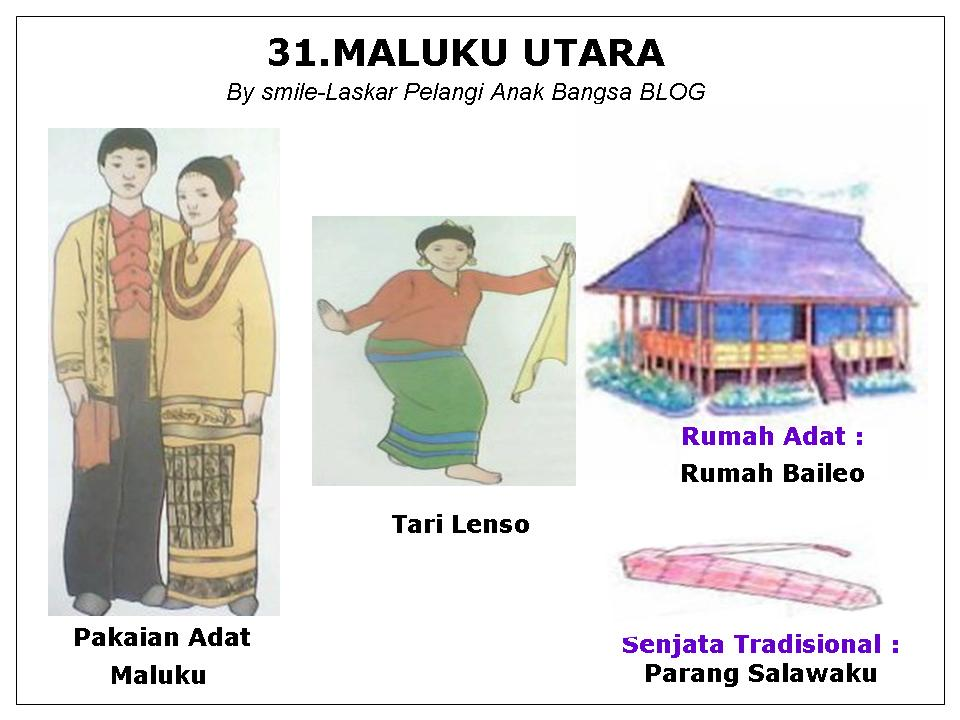 31.MALUKU UTARA
By smile-Laskar Pelangi Anak Bangsa BLOG
Rumah Adat :
Rumah Baileo
Tari Lenso
Pakaian Adat
Maluku
Senjata Tradisional :
Parang Salawaku